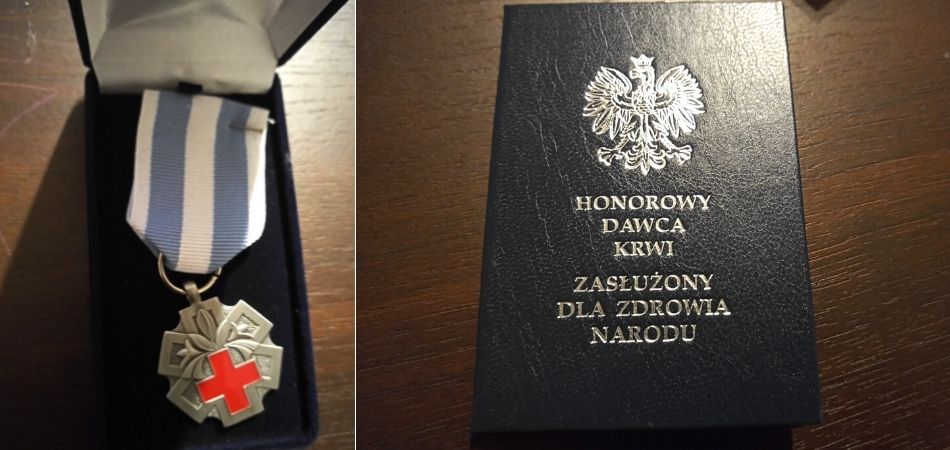 HONOROWY
DAWCA
KRWI
ZASŁUŻONY
DLA ZDROWIA
NARODU